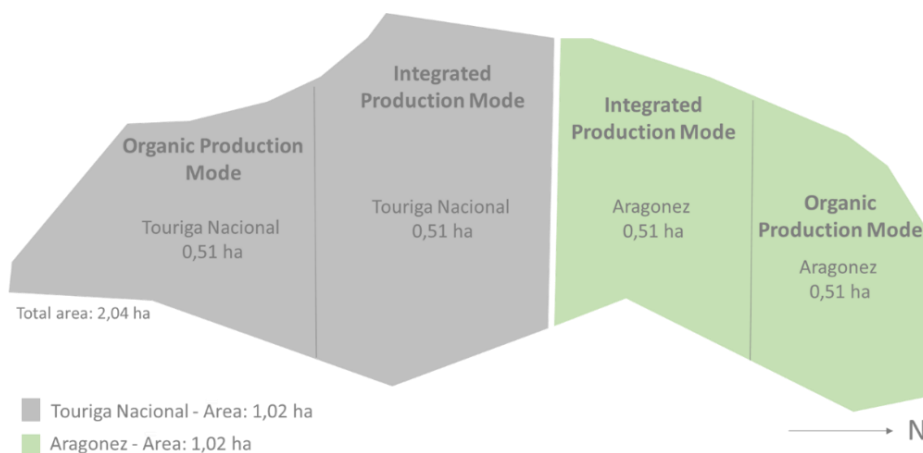 Organic Production
Mode
Touriga Nacional
0,51 ha
Integrated
Production Mode
Touriga Nacional
0,51 ha
Integrated
Production Mode
Aragonez
0,51 ha
Organic
Production Mode
Aragonez
0,51 ha
Total area: 2,04 ha
Touriga Nacional - Area: 1,02 ha
Aragonez - Area: 1,02 ha
N